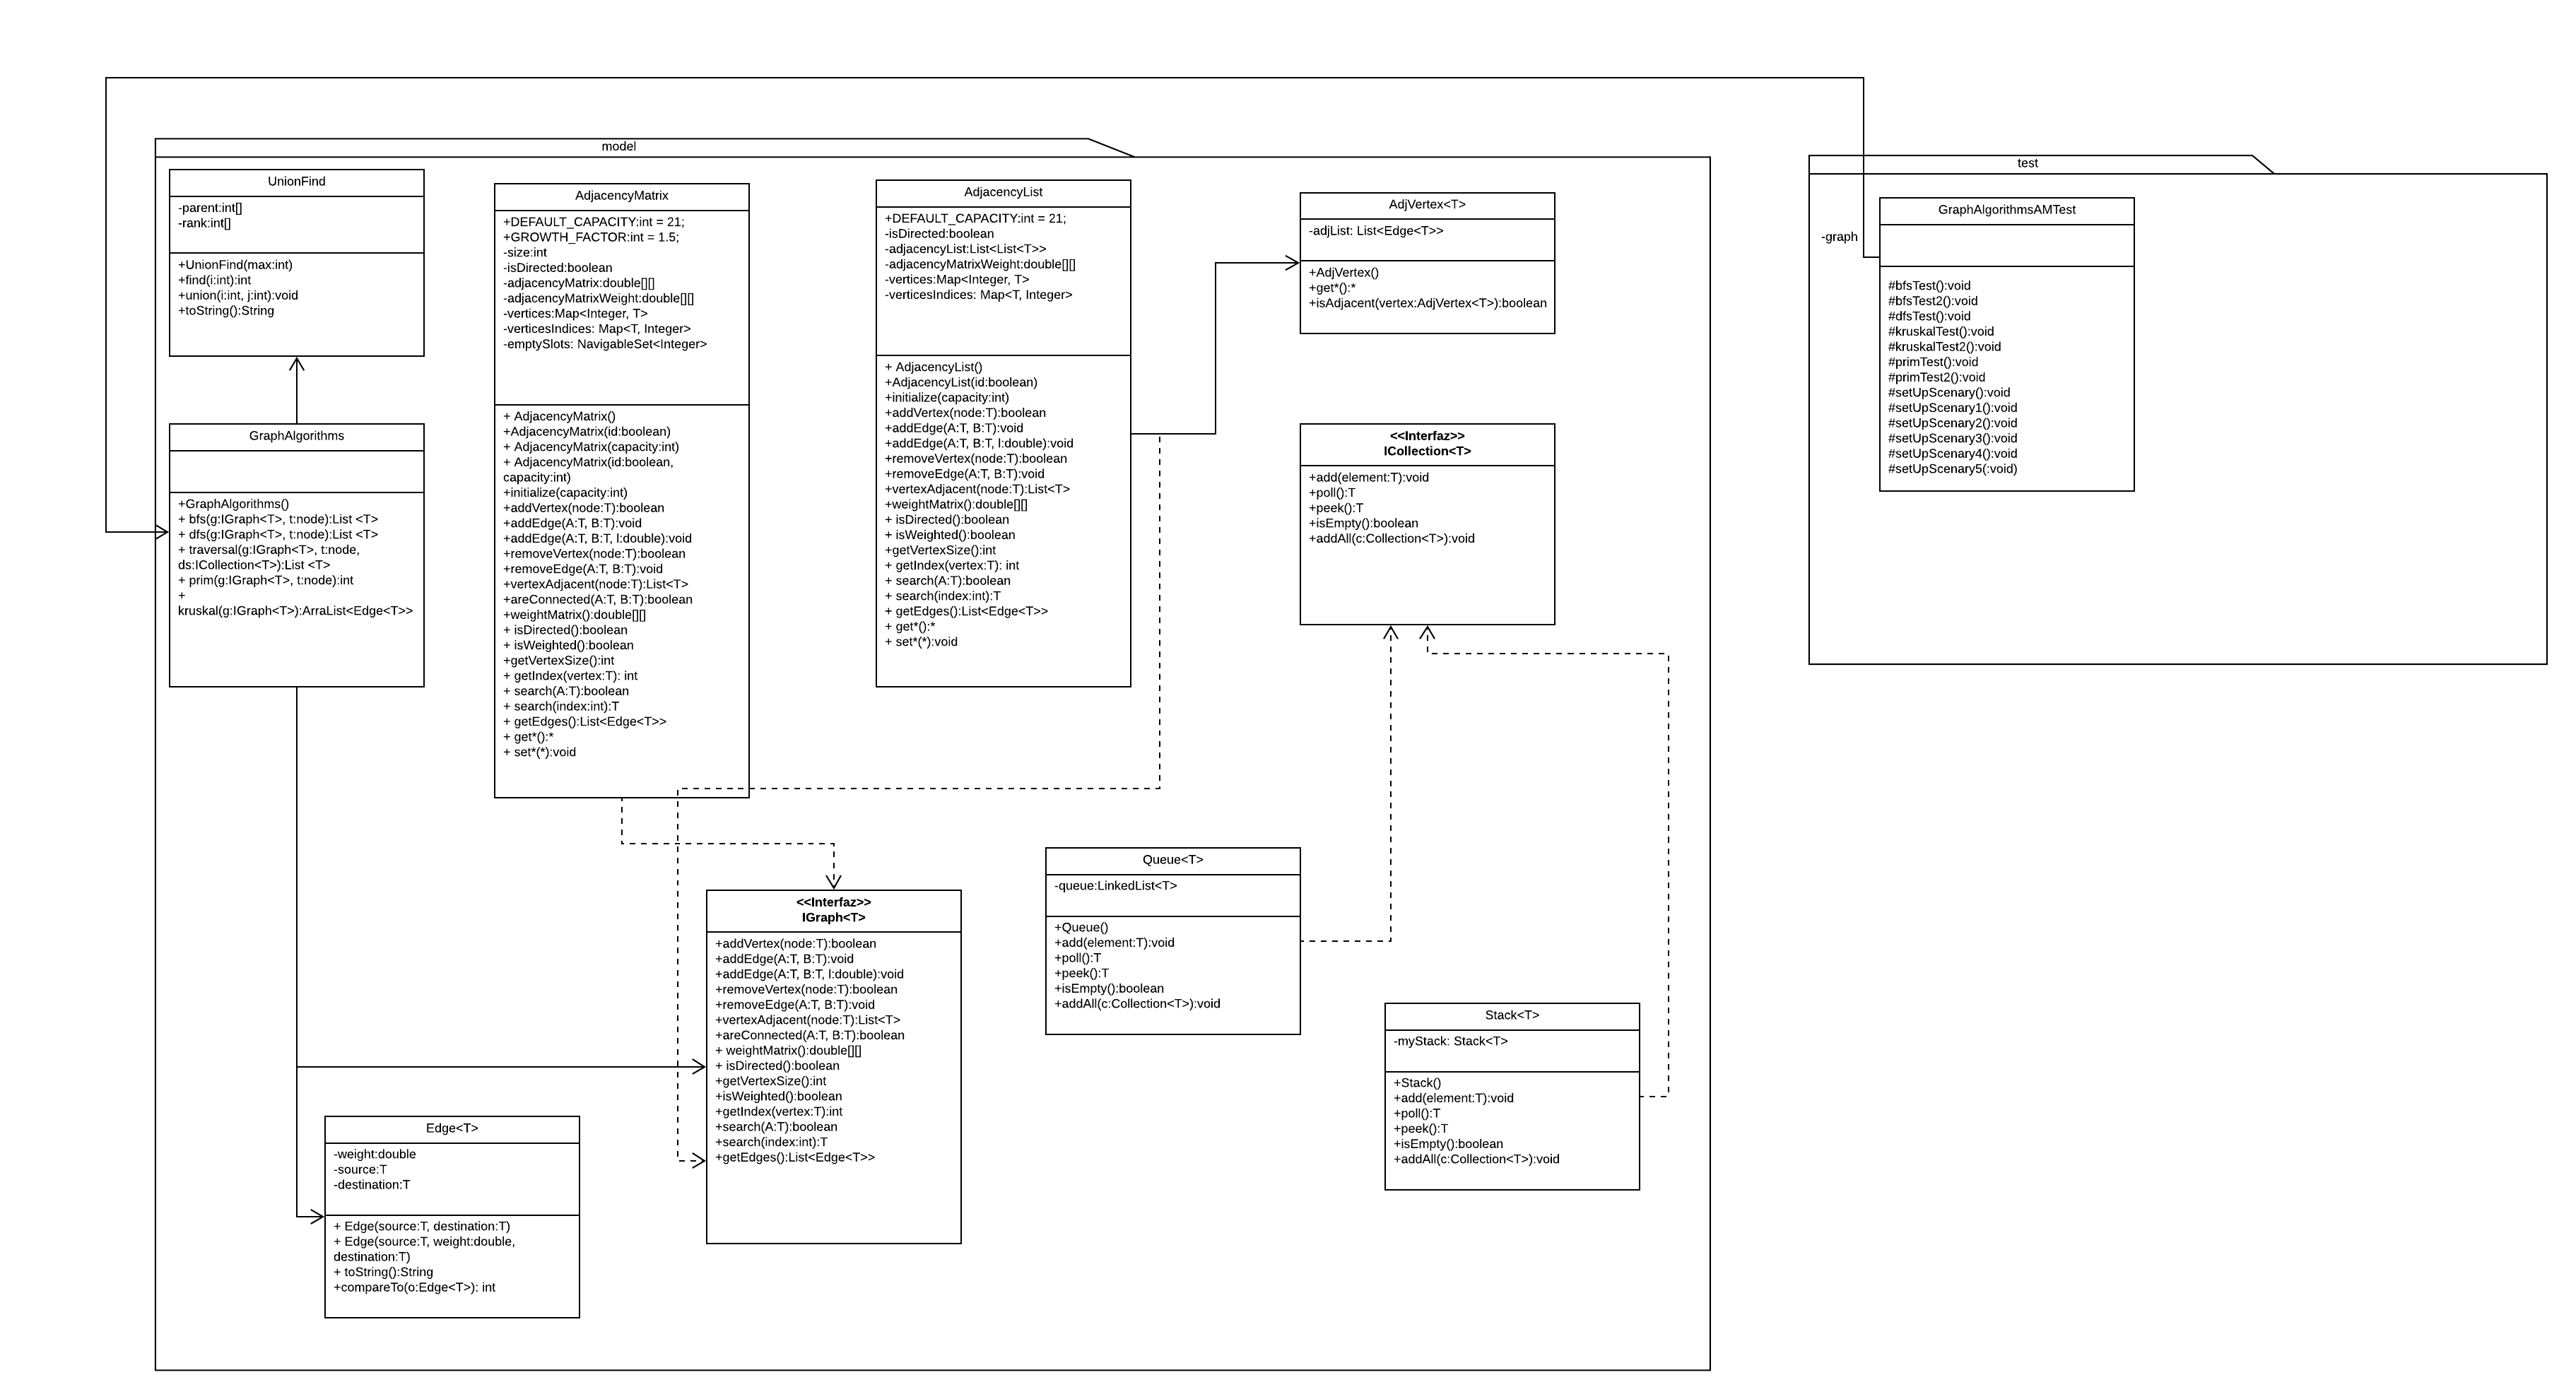 model
UnionFind
-parent:int[]
-rank:int[]
+UnionFind(max:int)
+find(i:int):int
+union(i:int, j:int):void
+toString():String
GraphAlgorithms
+GraphAlgorithms()
+ bfs(g:IGraph<T>, t:node):List <T>
+ dfs(g:IGraph<T>, t:node):List <T>
+ traversal(g:IGraph<T>, t:node,
ds:ICollection<T>):List <T>
+ prim(g:IGraph<T>, t:node):int
+
kruskal(g:IGraph<T>):ArraList<Edge<T>>
AdjacencyMatrix
+DEFAULT_CAPACITY:int = 21;
+GROWTH_FACTOR:int = 1.5;
-size:int
-isDirected:boolean
-adjacencyMatrix:double[][]
-adjacencyMatrixWeight:double[][]
-vertices:Map<Integer, T>
-verticesIndices: Map<T, Integer>
-emptySlots: NavigableSet<Integer>
+ AdjacencyMatrix()
+AdjacencyMatrix(id:boolean)
+ AdjacencyMatrix(capacity:int)
+ AdjacencyMatrix(id:boolean,
capacity:int)
+initialize(capacity:int)
+addVertex(node:T):boolean
+addEdge(A:T, B:T):void
+addEdge(A:T, B:T, l:double):void
+removeVertex(node:T):boolean
+removeEdge(A:T, B:T):void
+vertexAdjacent(node:T):List<T>
+areConnected(A:T, B:T):boolean
+weightMatrix():double[][]
+ isDirected():boolean
+ isWeighted():boolean
+getVertexSize():int
+ getIndex(vertex:T): int
+ search(A:T):boolean
+ search(index:int):T
+ getEdges():List<Edge<T>>
+ get*():*
+ set*(*):void
AdjacencyList
+DEFAULT_CAPACITY:int = 21;
-isDirected:boolean
-adjacencyList:List<List<T>>
-adjacencyMatrixWeight:double[][]
-vertices:Map<Integer, T>
-verticesIndices: Map<T, Integer>
+ AdjacencyList()
+AdjacencyList(id:boolean)
+initialize(capacity:int)
+addVertex(node:T):boolean
+addEdge(A:T, B:T):void
+addEdge(A:T, B:T, l:double):void
+removeVertex(node:T):boolean
+removeEdge(A:T, B:T):void
+vertexAdjacent(node:T):List<T>
+weightMatrix():double[][]
+ isDirected():boolean
+ isWeighted():boolean
+getVertexSize():int
+ getIndex(vertex:T): int
+ search(A:T):boolean
+ search(index:int):T
+ getEdges():List<Edge<T>>
+ get*():*
+ set*(*):void
AdjVertex<T>
-adjList: List<Edge<T>>
+AdjVertex()
+get*():*
+isAdjacent(vertex:AdjVertex<T>):boolean
<<Interfaz>>
ICollection<T>
+add(element:T):void
+poll():T
+peek():T
+isEmpty():boolean
+addAll(c:Collection<T>):void
<<Interfaz>>
IGraph<T>
+addVertex(node:T):boolean
+addEdge(A:T, B:T):void
+addEdge(A:T, B:T, l:double):void
+removeVertex(node:T):boolean
+removeEdge(A:T, B:T):void
+vertexAdjacent(node:T):List<T>
+areConnected(A:T, B:T):boolean
+ weightMatrix():double[][]
+ isDirected():boolean
+getVertexSize():int
+isWeighted():boolean
+getIndex(vertex:T):int
+search(A:T):boolean
+search(index:int):T
+getEdges():List<Edge<T>>
Queue<T>
-queue:LinkedList<T>
+Queue()
+add(element:T):void
+poll():T
+peek():T
+isEmpty():boolean
+addAll(c:Collection<T>):void
Stack<T>
-myStack: Stack<T>
+Stack()
+add(element:T):void
+poll():T
+peek():T
+isEmpty():boolean
+addAll(c:Collection<T>):void
Edge<T>
-weight:double
-source:T
-destination:T
+ Edge(source:T, destination:T)
+ Edge(source:T, weight:double,
destination:T)
+ toString():String
+compareTo(o:Edge<T>): int
test
-graph
GraphAlgorithmsAMTest
#bfsTest():void
#bfsTest2():void
#dfsTest():void
#kruskalTest():void
#kruskalTest2():void
#primTest():void
#primTest2():void
#setUpScenary():void
#setUpScenary1():void
#setUpScenary2():void
#setUpScenary3():void
#setUpScenary4():void
#setUpScenary5(:void)